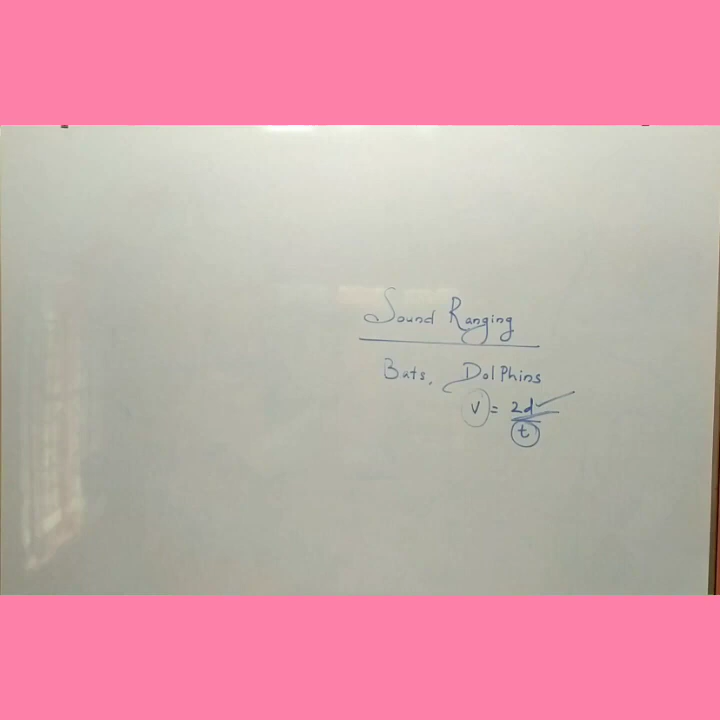 Sound Ranging
Bats, Dolphins
V = 2d
t